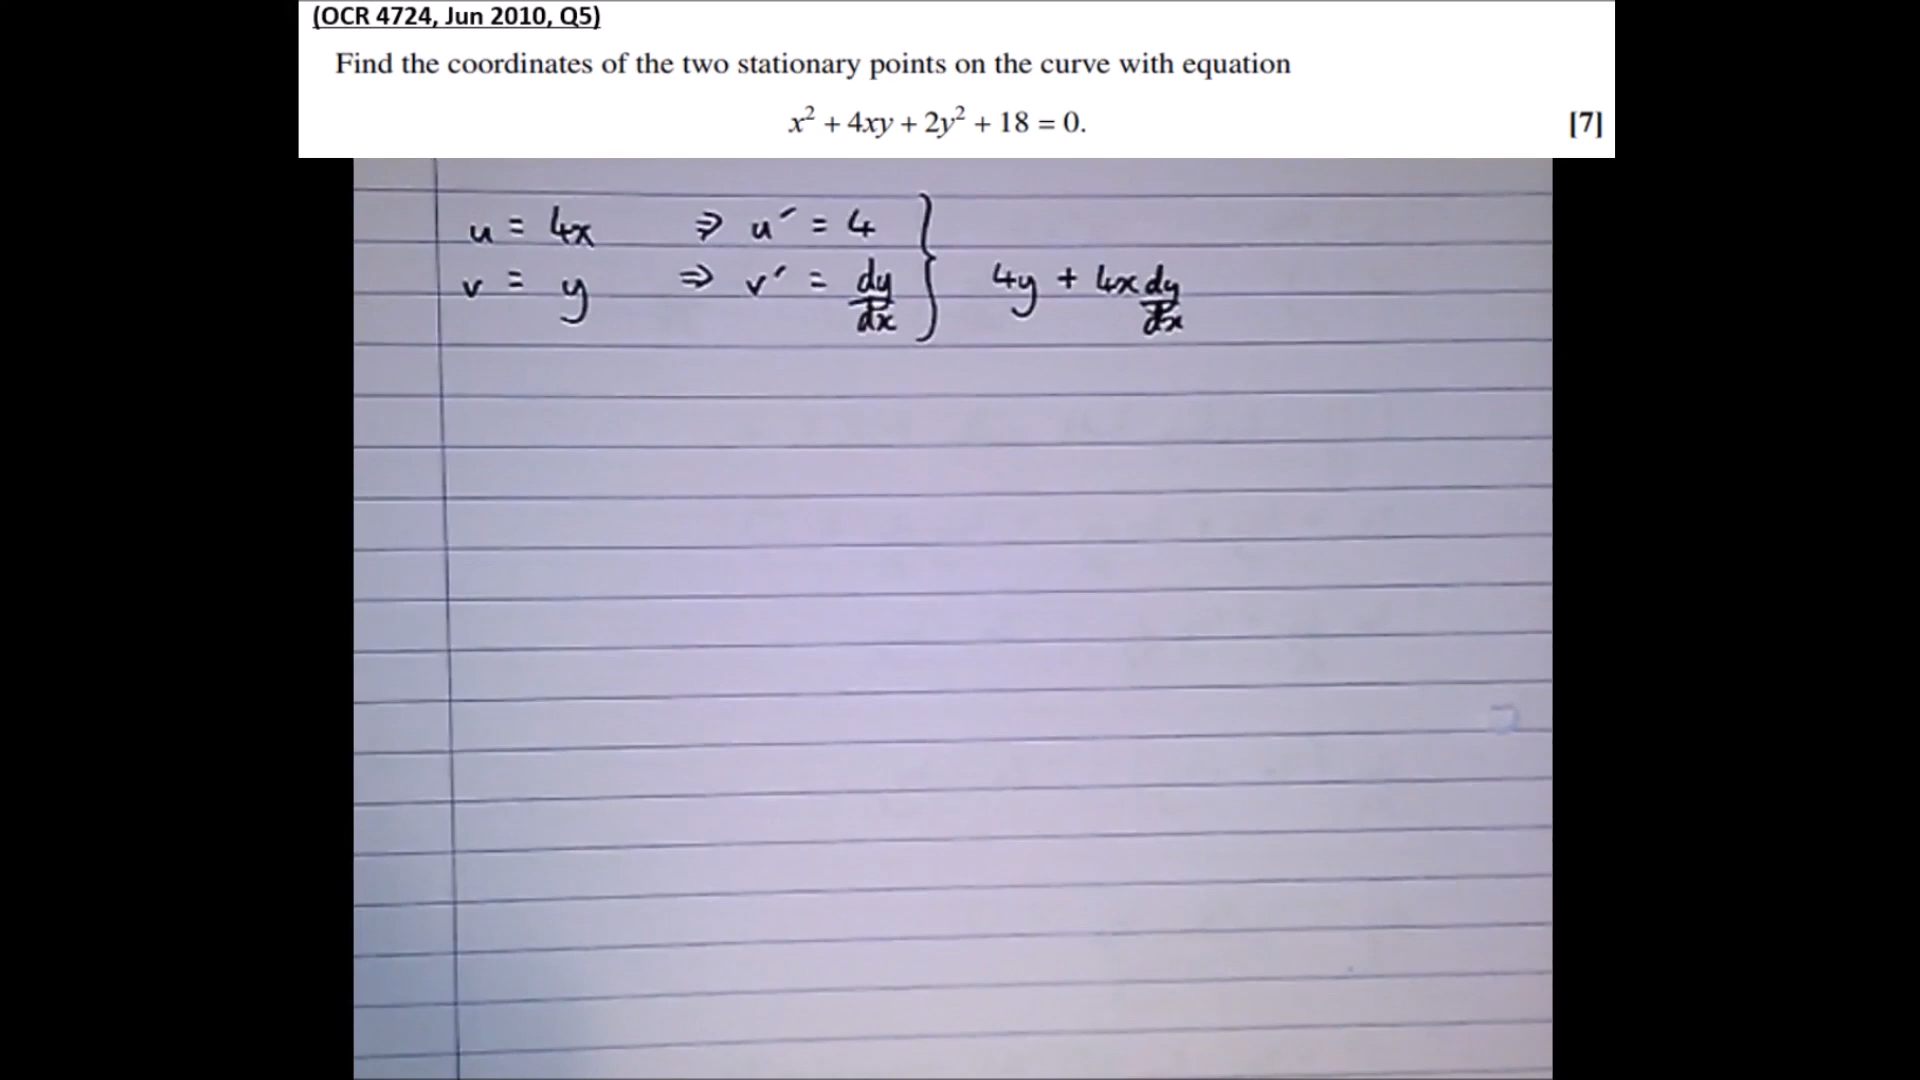 (OCR 4724, Jun 2010, Q5)
Find the coordinates of the two stationary points on the curve with equation
x² + 4xy + 2y² + 18 = 0. [7]
u = 4x ⇒ u′ = 4
v = y ⇒ v′ = dy/dx } 4y + 4x dy/dx